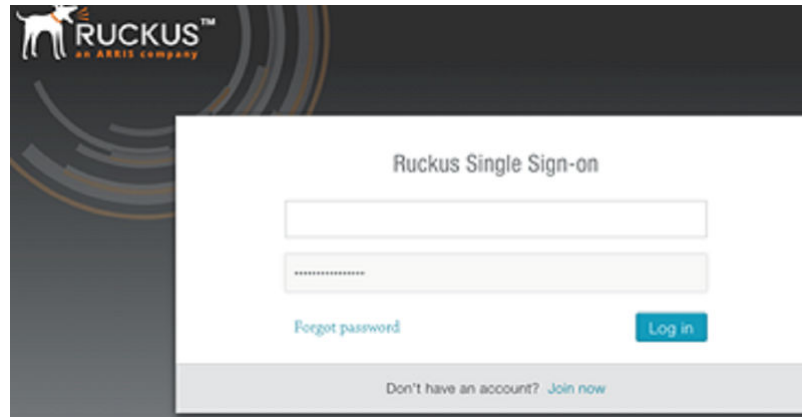 RUCKUS™
an ARRIS company
Ruckus Single Sign-on
Forgot password
Log in
Don't have an account? Join now